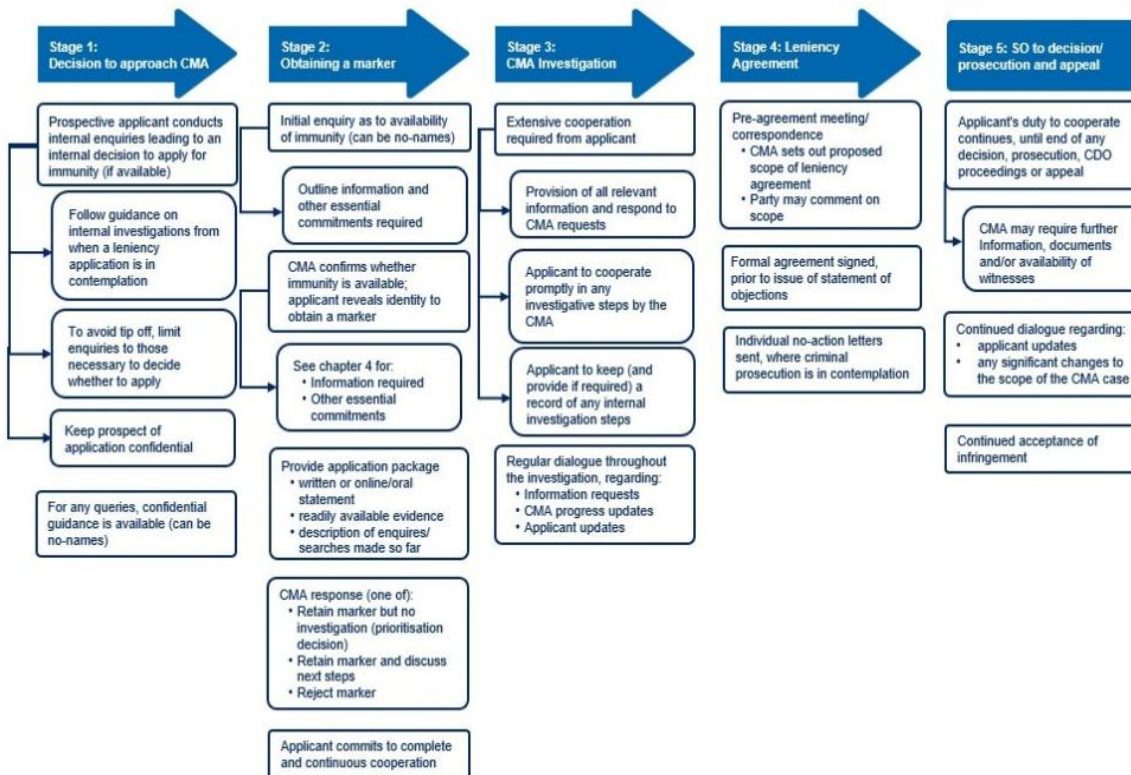 Stage 1:
Decision to approach CMA
Prospective applicant conducts
internal enquiries leading to an
internal decision to apply for
immunity (if available)
Follow guidance on
internal investigations from
when a leniency
application is in
contemplation
To avoid tip off, limit
enquiries to those
necessary to decide
whether to apply
Keep prospect of
application confidential
For any queries, confidential
guidance is available (can be
no-names)
Stage 2:
Obtaining a marker
Initial enquiry as to availability
of immunity (can be no-names)
Outline information and
other essential
commitments required
CMA confirms whether
immunity is available;
applicant reveals identity to
obtain a marker
See chapter 4 for:
• Information required
• Other essential
commitments
Provide application package
• written or online/oral
statement
• readily available evidence
• description of enquires/
searches made so far
CMA response (one of):
• Retain marker but no
investigation (prioritisation
decision)
• Retain marker and discuss
next steps
• Reject marker
Applicant commits to complete
and continuous cooperation
Stage 3:
CMA Investigation
Extensive cooperation
required from applicant
Provision of all relevant
information and respond to
CMA requests
Applicant to cooperate
promptly in any
investigative steps by the
CMA
Applicant to keep (and
provide if required) a
record of any internal
investigation steps
Regular dialogue throughout
the investigation, regarding:
• Information requests
• CMA progress updates
• Applicant updates
Stage 4: Leniency
Agreement
Pre-agreement meeting/
correspondence
• CMA sets out proposed
scope of leniency
agreement
• Party may comment on
scope
Formal agreement signed,
prior to issue of statement of
objections
Individual no-action letters
sent, where criminal
prosecution is in contemplation
Stage 5: SO to decision/
prosecution and appeal
Applicant's duty to cooperate
continues, until end of any
decision, prosecution, CDO
proceedings or appeal
CMA may require further
Information, documents
and/or availability of
witnesses
Continued dialogue regarding:
• applicant updates
• any significant changes to
the scope of the CMA case
Continued acceptance of
infringement